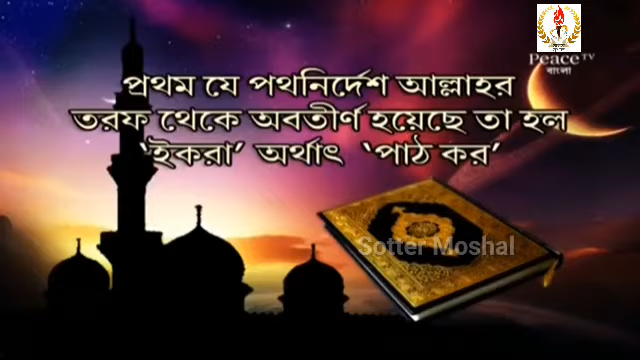 Peace TV
বাংলা
প্রথম যে পথনির্দেশ আল্লাহর
তরফ থেকে অবতীর্ণ হয়েছে তা হল
‘ইকরা’ অর্থাৎ ‘পাঠ কর’
Sotter Moshal